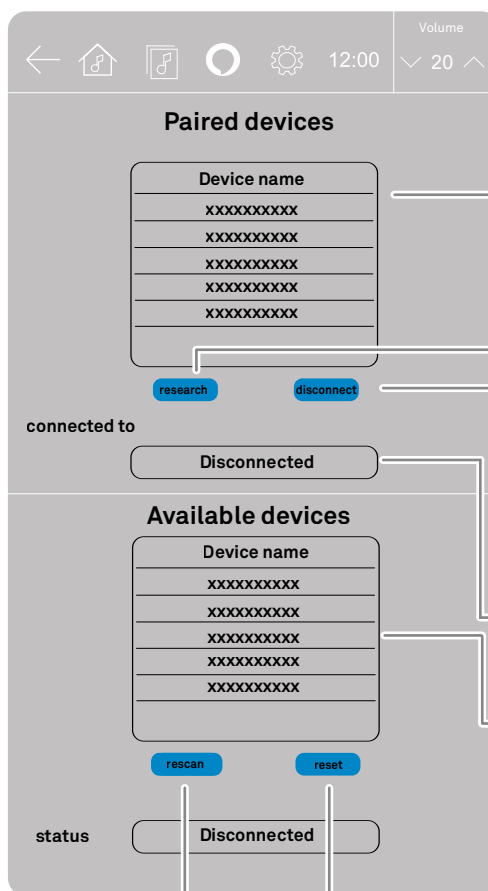 Volume
12:00 20
Paired devices
Device name
xxxxxxxxxx
xxxxxxxxxx
xxxxxxxxxx
xxxxxxxxxx
xxxxxxxxxx
research disconnect
connected to
Disconnected
Available devices
Device name
xxxxxxxxxx
xxxxxxxxxx
xxxxxxxxxx
xxxxxxxxxx
xxxxxxxxxx
rescan reset
status Disconnected